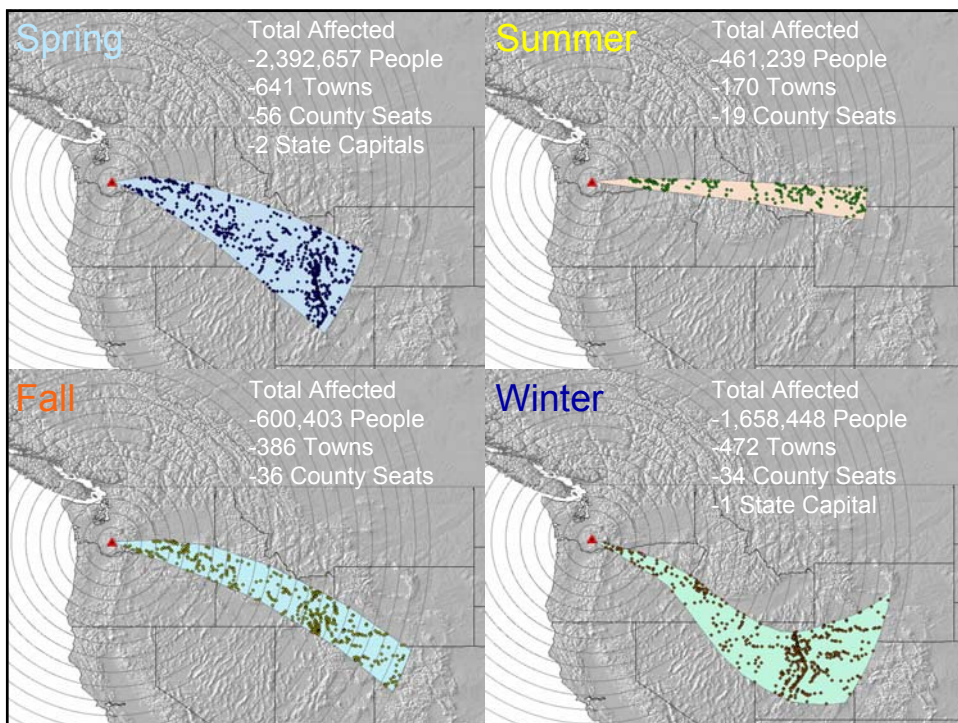 Spring
Total Affected
-2,392,657 People
-641 Towns
-56 County Seats
-2 State Capitals
Summer
Total Affected
-461,239 People
-170 Towns
-19 County Seats
Fall
Total Affected
-600,403 People
-386 Towns
-36 County Seats
Winter
Total Affected
-1,658,448 People
-472 Towns
-34 County Seats
-1 State Capital